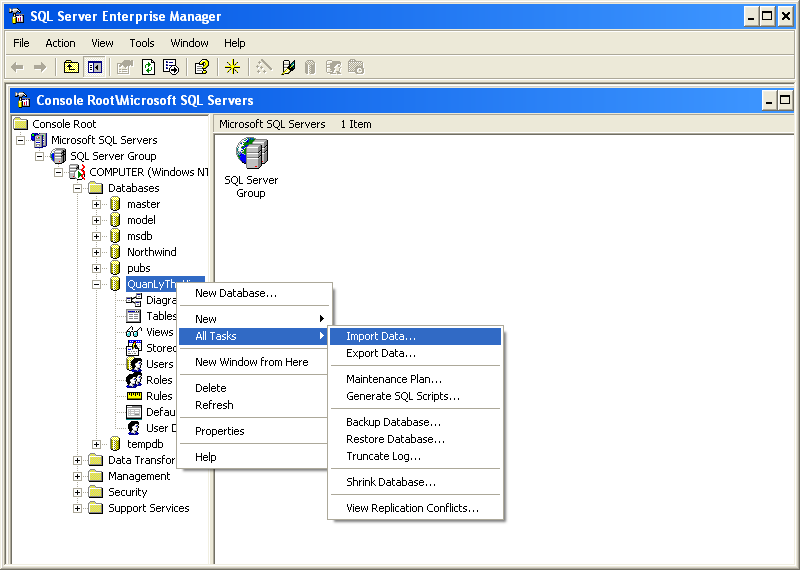 SQL Server Enterprise Manager
File Action View Tools Window Help
Console Root\Microsoft SQL Servers
Console Root
Microsoft SQL Servers
SQL Server Group
COMPUTER (Windows NT
Databases
master
model
msdb
Northwind
pubs
QuanLyTh
Diagra
Tables
Views
Stored
Users
Roles
Rules
Defau
User D
tempdb
Data Transfor
Management
Security
Support Services
Microsoft SQL Servers 1 Item
SQL Server
Group
New Database...
New
All Tasks
New Window from Here
Delete
Refresh
Properties
Help
Import Data...
Export Data...
Maintenance Plan...
Generate SQL Scripts...
Backup Database...
Restore Database...
Truncate Log...
Shrink Database...
View Replication Conflicts...